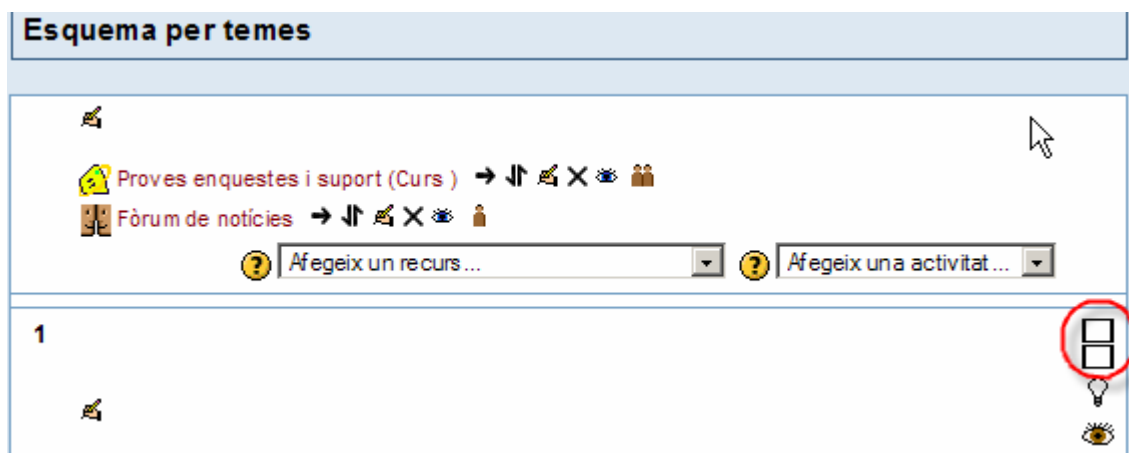 Esquema per temes
Proves enquestes i suport (Curs )
Fòrum de notícies
Afegeix un recurs... Afegeix una activitat...
1